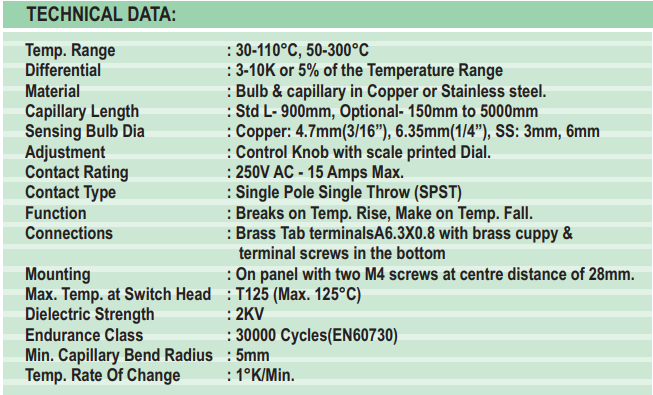 TECHNICAL DATA:
Temp. Range : 30-110°C, 50-300°C
Differential : 3-10K or 5% of the Temperature Range
Material : Bulb & capillary in Copper or Stainless steel.
Capillary Length : Std L- 900mm, Optional- 150mm to 5000mm
Sensing Bulb Dia : Copper: 4.7mm(3/16”), 6.35mm(1/4”), SS: 3mm, 6mm
Adjustment : Control Knob with scale printed Dial.
Contact Rating : 250V AC - 15 Amps Max.
Contact Type : Single Pole Single Throw (SPST)
Function : Breaks on Temp. Rise, Make on Temp. Fall.
Connections : Brass Tab terminalsA6.3X0.8 with brass cuppy &
terminal screws in the bottom
Mounting : On panel with two M4 screws at centre distance of 28mm.
Max. Temp. at Switch Head : T125 (Max. 125°C)
Dielectric Strength : 2KV
Endurance Class : 30000 Cycles(EN60730)
Min. Capillary Bend Radius : 5mm
Temp. Rate Of Change : 1°K/Min.